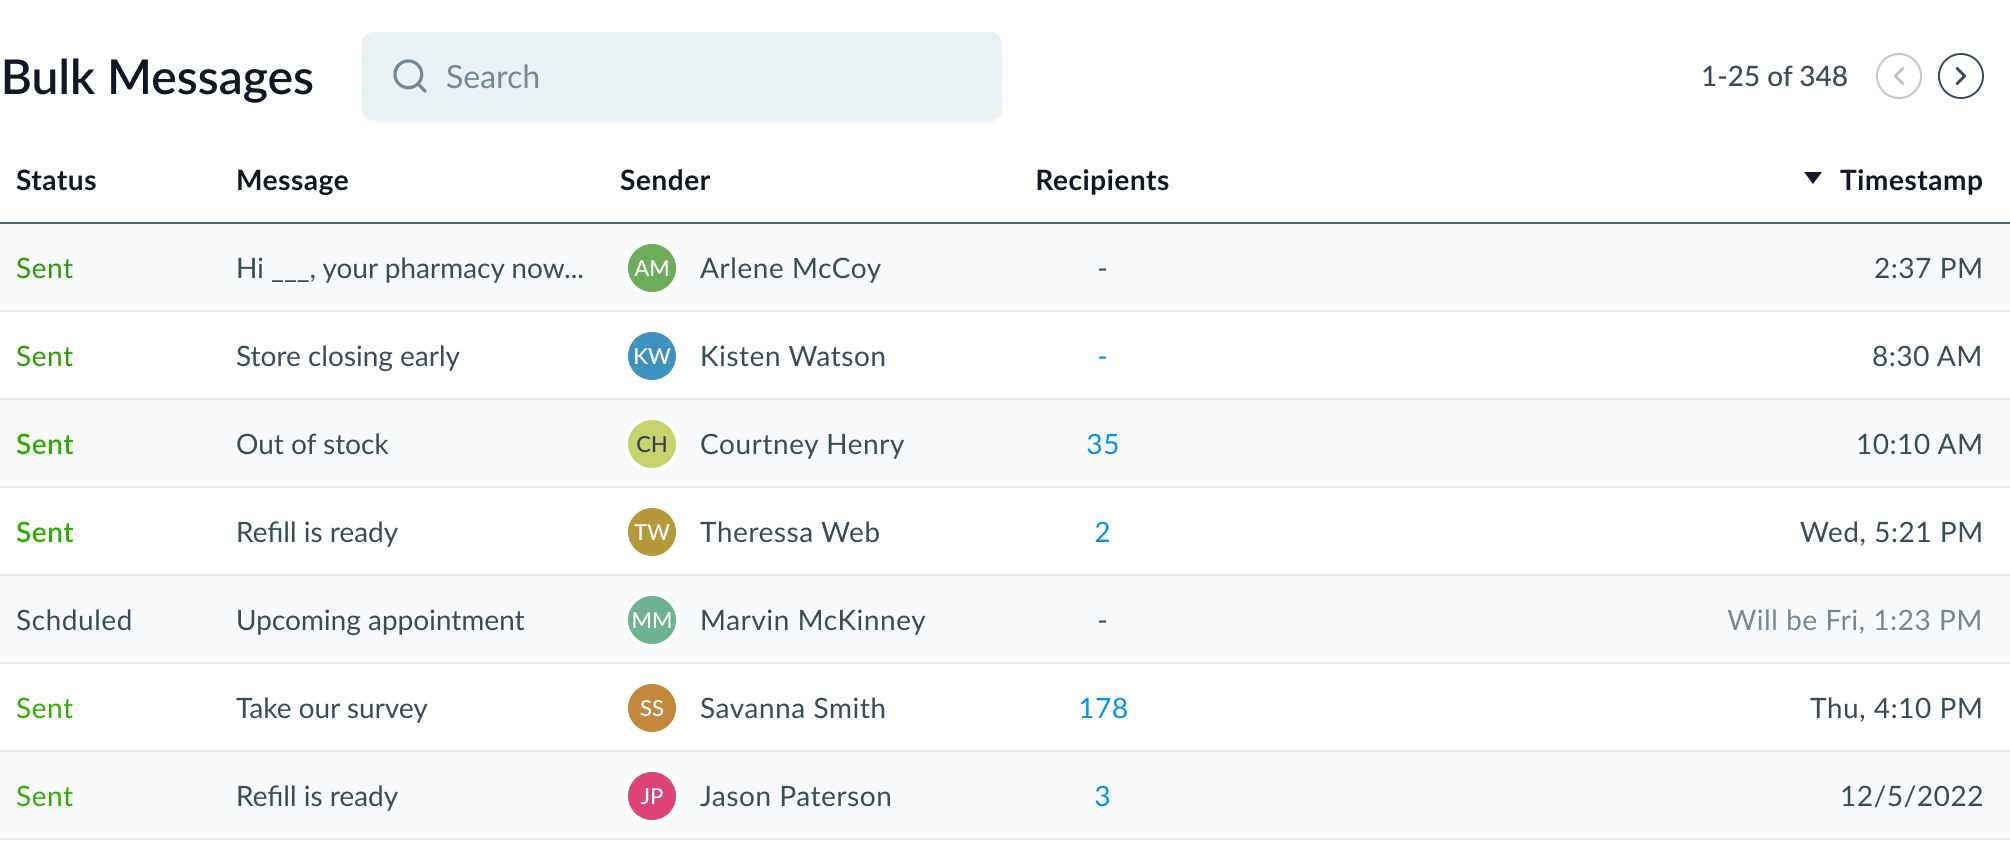 Bulk Messages Search 1-25 of 348
Status Message Sender Recipients Timestamp
Sent Hi ___, your pharmacy now... AM Arlene McCoy - 2:37 PM
Sent Store closing early KW Kisten Watson - 8:30 AM
Sent Out of stock CH Courtney Henry 35 10:10 AM
Sent Refill is ready TW Theressa Web 2 Wed, 5:21 PM
Schduled Upcoming appointment MM Marvin McKinney - Will be Fri, 1:23 PM
Sent Take our survey SS Savanna Smith 178 Thu, 4:10 PM
Sent Refill is ready JP Jason Paterson 3 12/5/2022